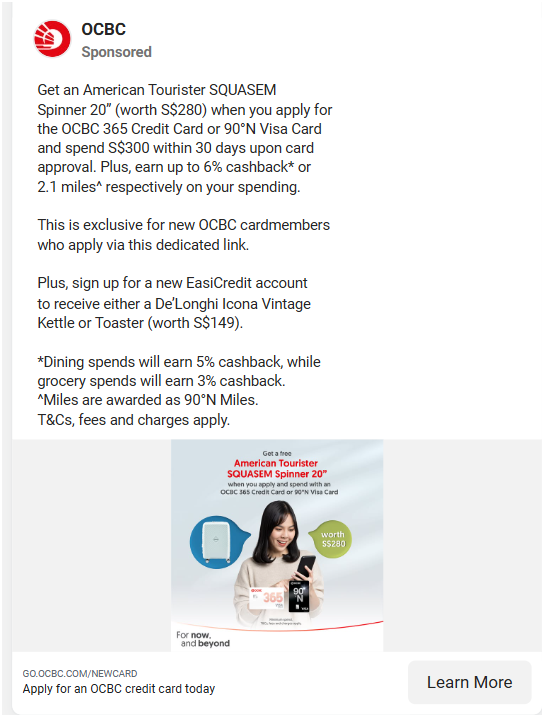 OCBC
Sponsored
Get an American Tourister SQUASEM
Spinner 20” (worth S$280) when you apply for
the OCBC 365 Credit Card or 90°N Visa Card
and spend S$300 within 30 days upon card
approval. Plus, earn up to 6% cashback* or
2.1 miles^ respectively on your spending.
This is exclusive for new OCBC cardmembers
who apply via this dedicated link.
Plus, sign up for a new EasiCredit account
to receive either a De’Longhi Icona Vintage
Kettle or Toaster (worth S$149).
*Dining spends will earn 5% cashback, while
grocery spends will earn 3% cashback.
^Miles are awarded as 90°N Miles.
T&Cs, fees and charges apply.
Get a free
American Tourister
SQUASEM Spinner 20”
when you apply and spend with an
OCBC 365 Credit Card or 90°N Visa Card
worth
S$280
365
90°
N
VISA
For now,
and beyond
GO.OCBC.COM/NEWCARD
Apply for an OCBC credit card today
Learn More